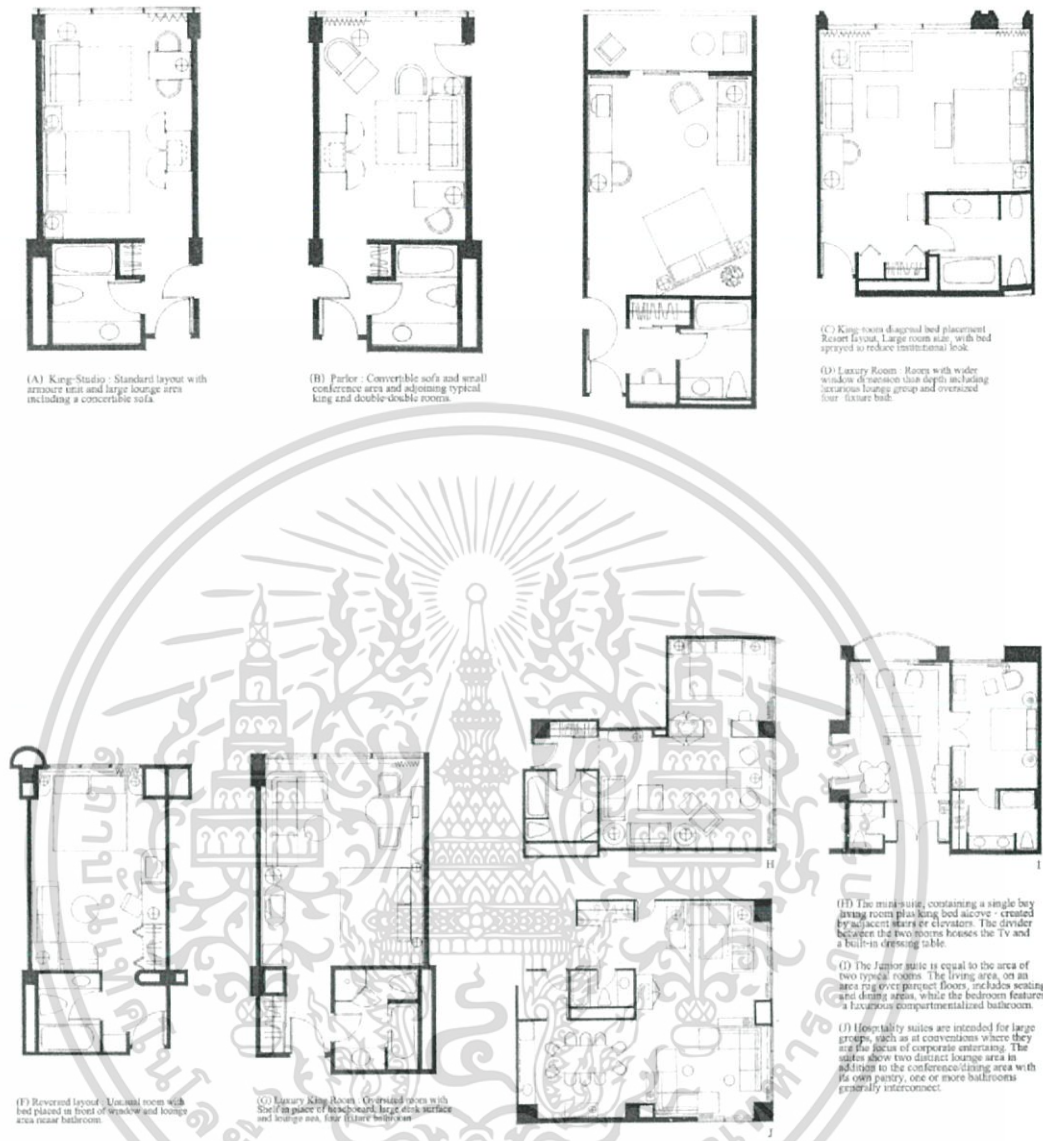 (A) King-Studio : Standard layout with
armoire unit and large lounge area
including a concertible sofa.
(B) Parlor : Convertible sofa and small
conference area and adjoining typical
king and double-double rooms.
(C) King-room diagonal bed placement
Resort layout, Large room size, with bed
sprayed to reduce institutional look.
(D) Luxury Room : Room with wider
window dimension than depth including
luxurious lounge group and oversized
four fixture bath.
H
I
(F) Reversed layout : Unusual room with
bed placed in front of window and lounge
area nearer bathroom.
(G) Luxury King Room : Oversized room with
Shelf in place of headboard, large desk surface
and lounge area, four fixture bathroom
(H) The mini-suite, containing a single bay
living room plus king bed alcove - created
by adjacent stairs or elevators. The divider
between the two rooms houses the Tv and
a built-in dressing table.
(I) The Junior suite is equal to the area of
two typical rooms. The living area, on an
area rug over parquet floors, includes seating
and dining areas, while the bedroom features
a luxurious compartmentalized bathroom.
(J) Hospitality suites are intended for large
groups, such as at conventions where they
are the focus of corporate entertaining. The
suites show two distinct lounge area in
addition to the conference/dining area with
its own pantry, one or more bathrooms
generally interconnect.
J